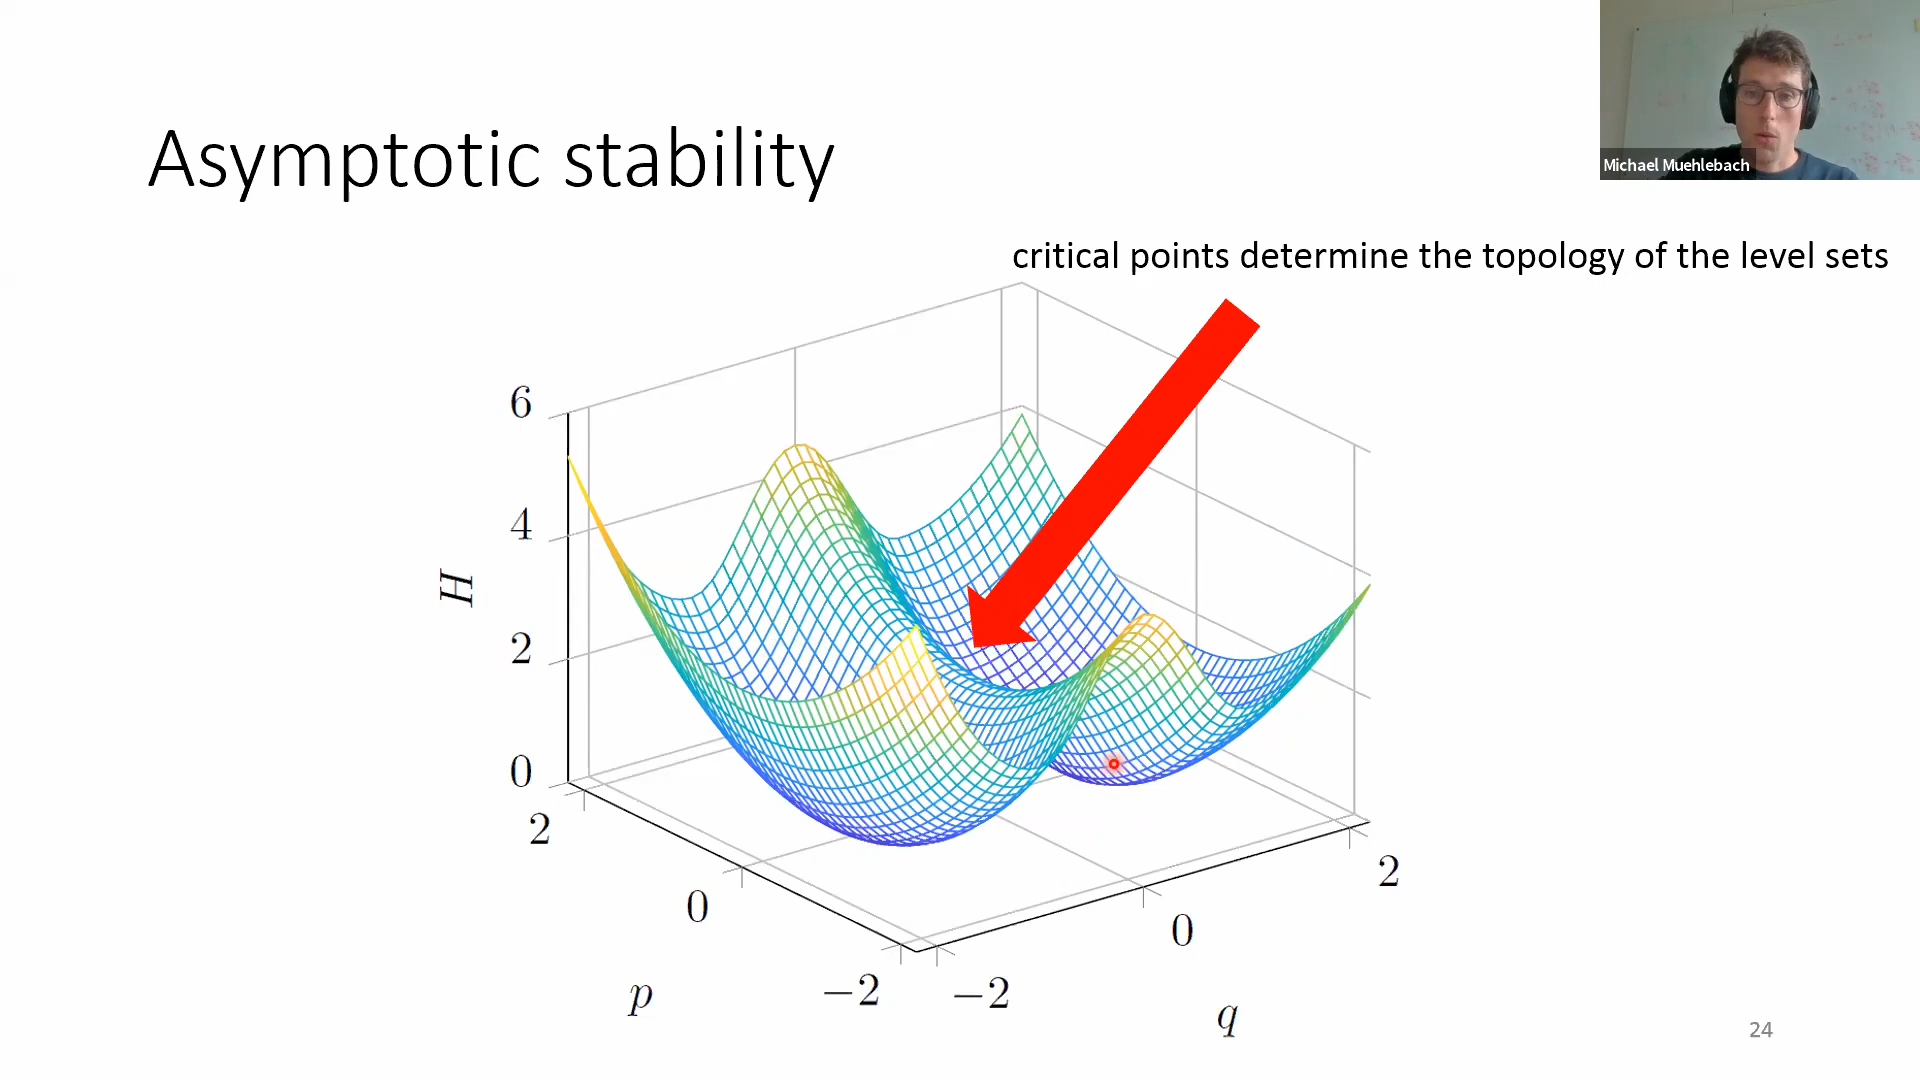 Asymptotic stability
Michael Muehlebach
critical points determine the topology of the level sets
6
4
2
0
H
2
0
−2
p
−2
0
2
q
24